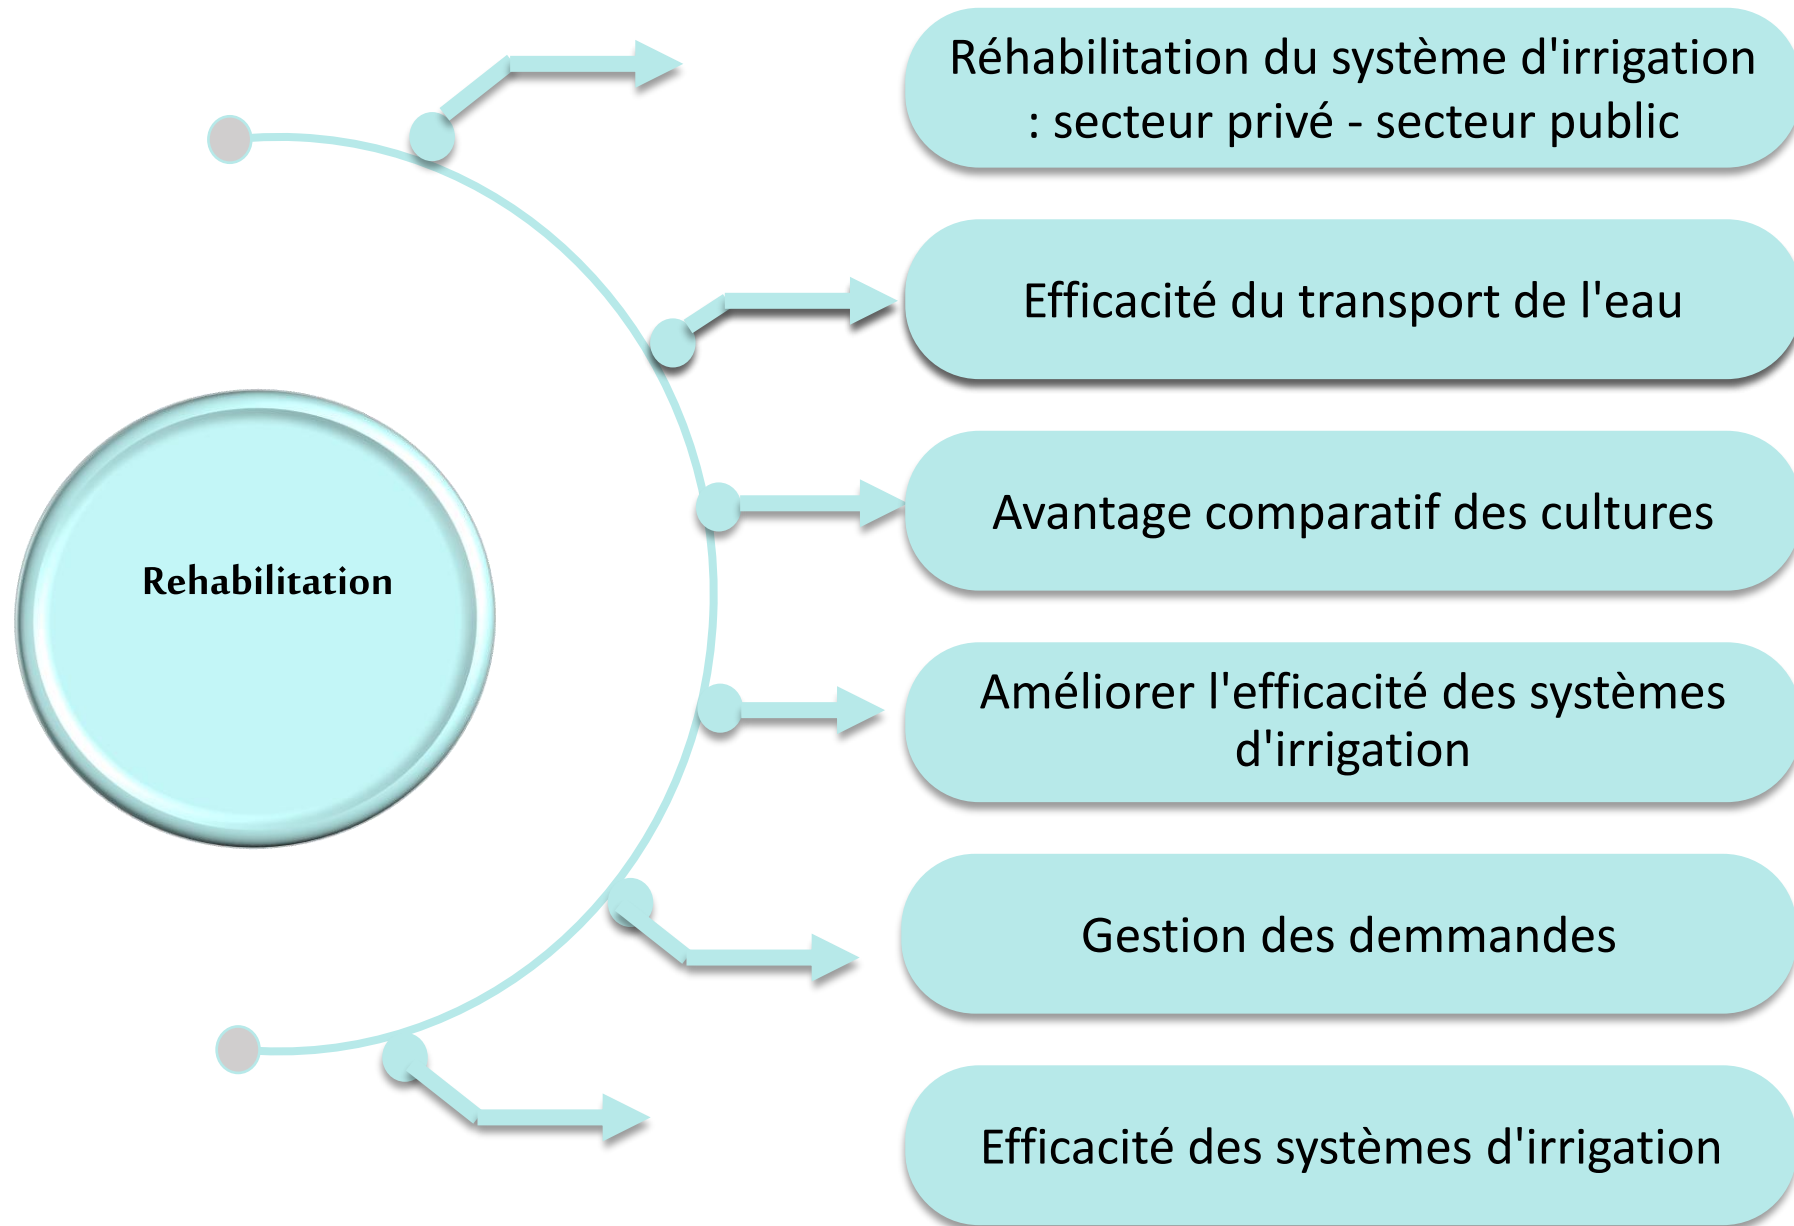 Rehabilitation
Réhabilitation du système d'irrigation
: secteur privé - secteur public
Efficacité du transport de l'eau
Avantage comparatif des cultures
Améliorer l'efficacité des systèmes
d'irrigation
Gestion des demmandes
Efficacité des systèmes d'irrigation